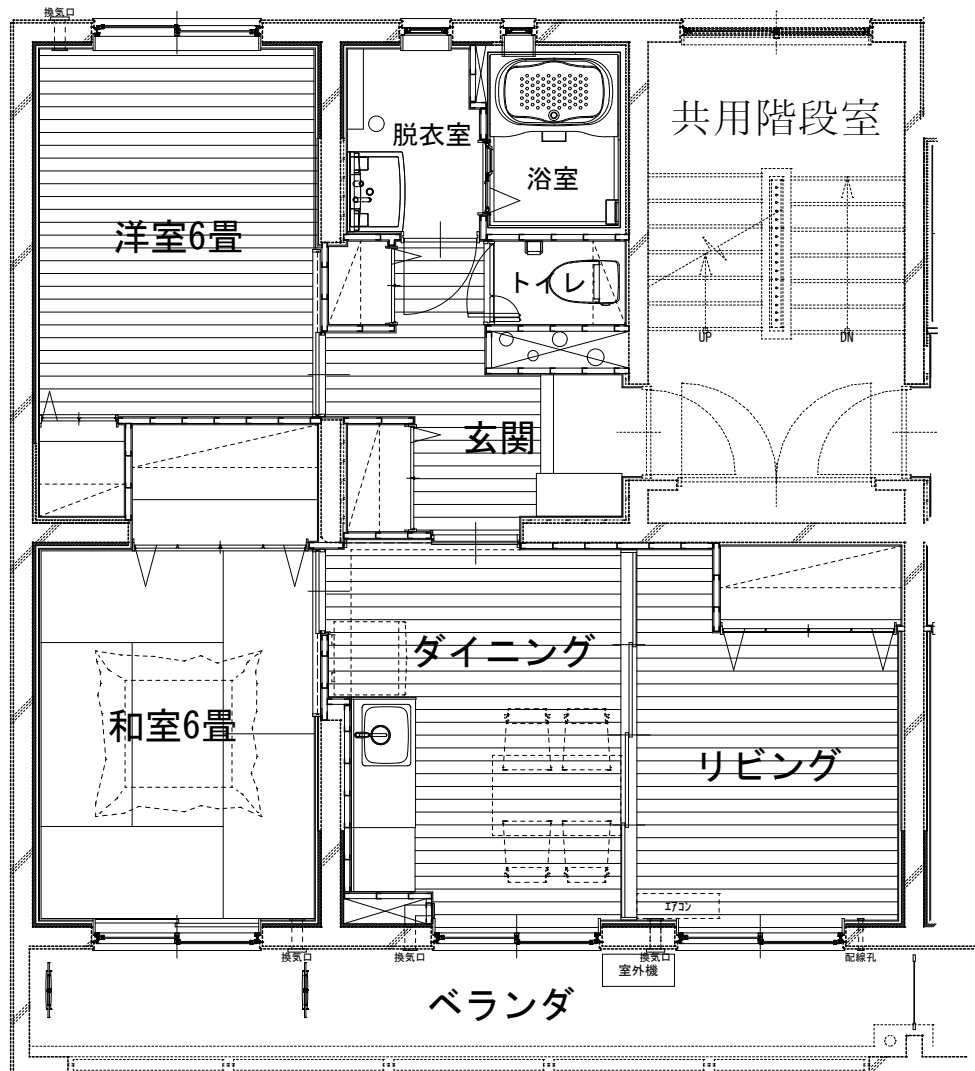 換気口
共用階段室
脱衣室
浴室
洋室6畳
トイレ
UP
DN
玄関
ダイニング
和室6畳
リビング
エアコン
換気口
換気口
換気口
配線孔
室外機
ベランダ